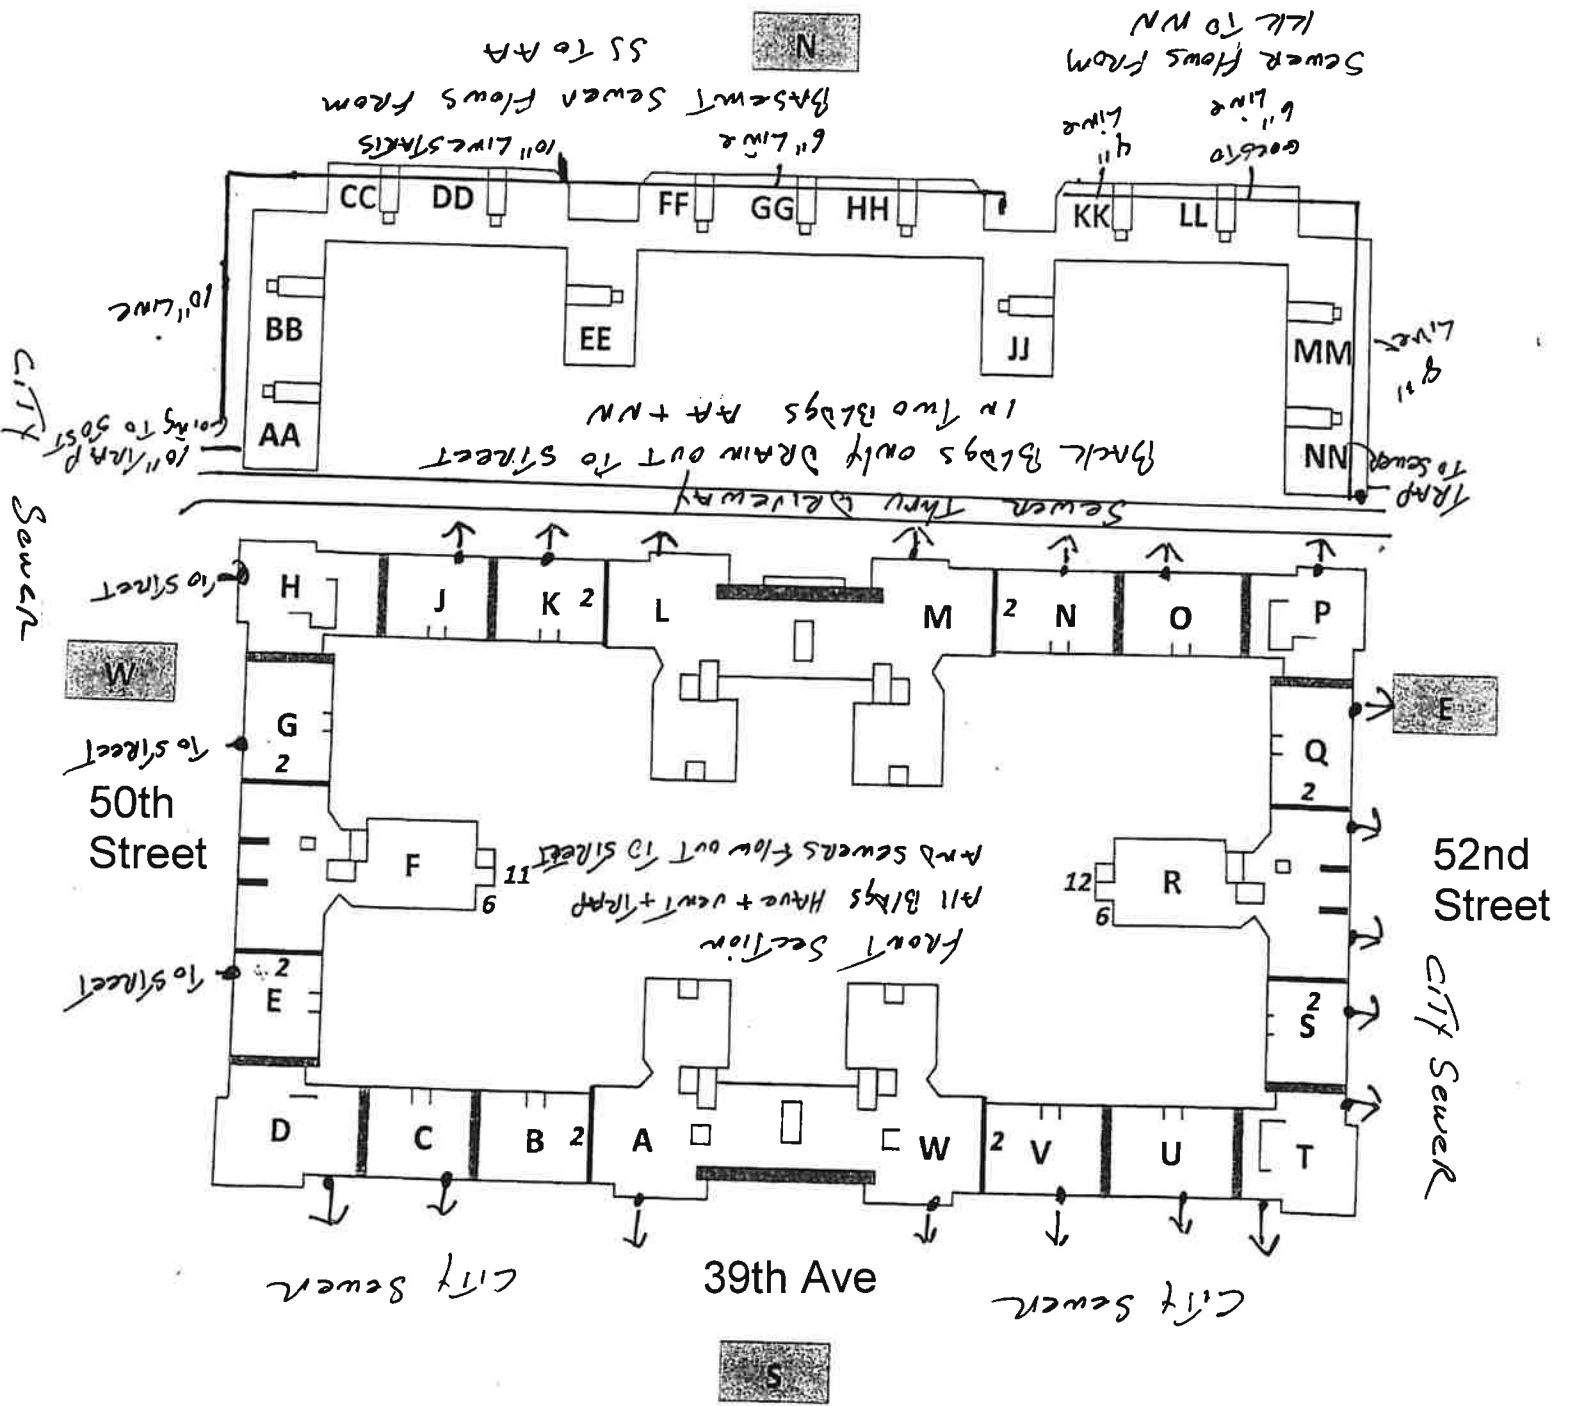 N
SS TO AA
BASEMT SEWER FLOWS FROM
10" LINE STARTS
6" LINE
KK TO NN
SEWER FLOWS FROM
4"
LINE
GOES TO
6" LINE
CC
DD
FF
GG
HH
KK
LL
10" LINE
BB
EE
JJ
MM
8"
LINE
AA
NN
CITY
SEWER
10" TRAP
GOING TO 50 ST
BACK BLDGS ONLY DRAIN OUT TO STREET
IN TWO BLDGS AA + NN
TRAP
TO SEWER
SEWER THRU DRIVEWAY
TO STREET
H
J
K
2
L
M
2
N
O
P
W
E
G
2
TO STREET
Q
2
50th
Street
52nd
Street
F
11
6
12
6
R
FRONT SECTION
All BLDGS HAVE + VENT + TRAP
AND SEWERS FLOW OUT TO STREET
TO STREET
2
E
2
S
CITY SEWER
D
C
B
2
A
W
2
V
U
T
CITY SEWER
39th Ave
CITY SEWER
S